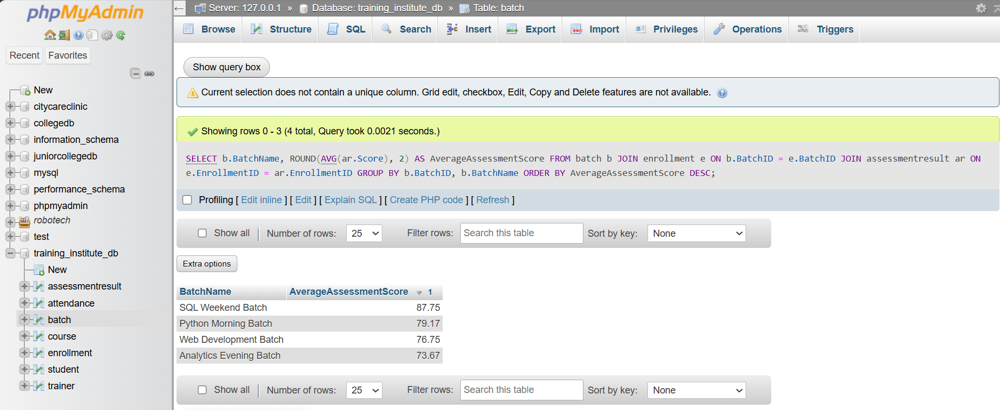 phpMyAdmin
Recent Favorites
New
citycareclinic
collegedb
information_schema
juniorcollegedb
mysql
performance_schema
phpmyadmin
robotech
test
training_institute_db
New
assessmentresult
attendance
batch
course
enrollment
student
trainer
Server: 127.0.0.1 » Database: training_institute_db » Table: batch
Browse Structure SQL Search Insert Export Import Privileges Operations Triggers
Show query box
Current selection does not contain a unique column. Grid edit, checkbox, Edit, Copy and Delete features are not available.
Showing rows 0 - 3 (4 total, Query took 0.0021 seconds.)
SELECT b.BatchName, ROUND(AVG(ar.Score), 2) AS AverageAssessmentScore FROM batch b JOIN enrollment e ON b.BatchID = e.BatchID JOIN assessmentresult ar ON
e.EnrollmentID = ar.EnrollmentID GROUP BY b.BatchID, b.BatchName ORDER BY AverageAssessmentScore DESC;
Profiling [ Edit inline ] [ Edit ] [ Explain SQL ] [ Create PHP code ] [ Refresh ]
Show all | Number of rows: 25 Filter rows: Search this table Sort by key: None
Extra options
BatchName AverageAssessmentScore 1
SQL Weekend Batch 87.75
Python Morning Batch 79.17
Web Development Batch 76.75
Analytics Evening Batch 73.67
Show all | Number of rows: 25 Filter rows: Search this table Sort by key: None